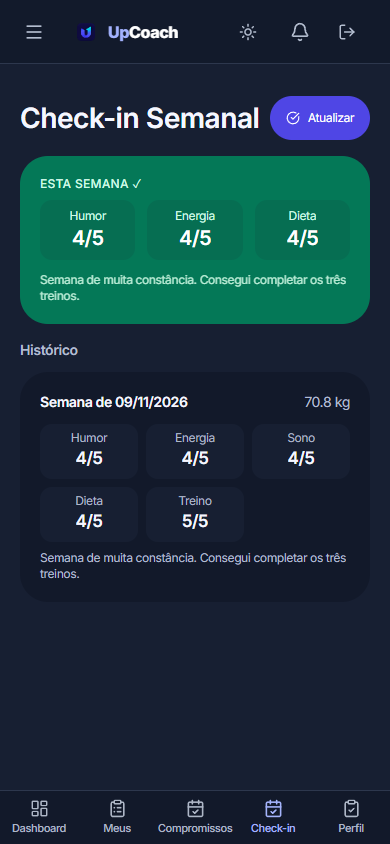 UpCoach
Check-in Semanal
Atualizar
ESTA SEMANA ✓
Humor Energia Dieta
4/5 4/5 4/5
Semana de muita constância. Consegui completar os três
treinos.
Histórico
Semana de 09/11/2026 70.8 kg
Humor Energia Sono
4/5 4/5 4/5
Dieta Treino
4/5 5/5
Semana de muita constância. Consegui completar os três
treinos.
Dashboard Meus Compromissos Check-in Perfil